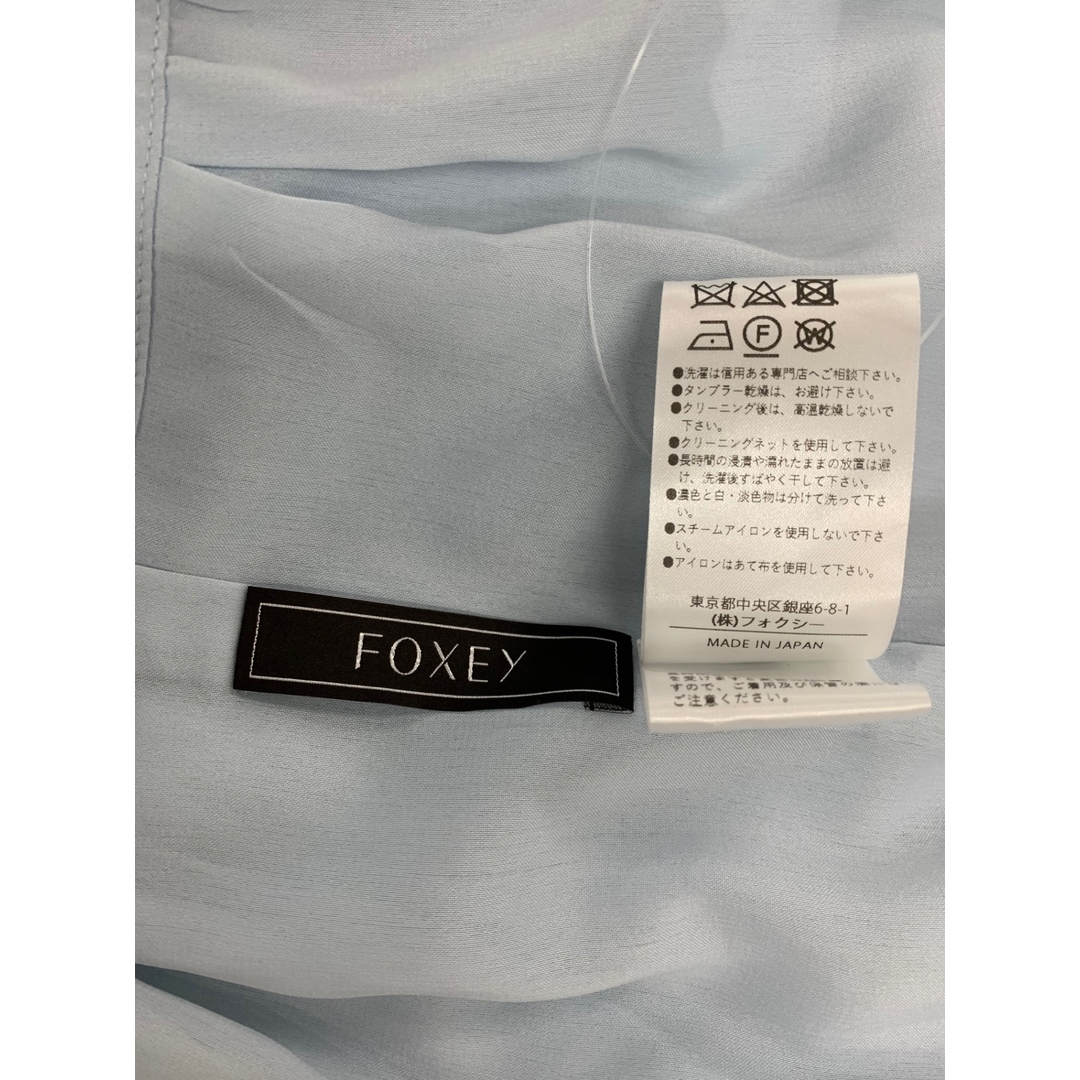 FOXEY
F
W
●洗濯は信用ある専門店へご相談下さい。
●タンブラー乾燥は、お避け下さい。
●クリーニング後は、高温乾燥しないで
下さい。
●クリーニングネットを使用して下さい。
●長時間の浸漬や濡れたままの放置は避
け、洗濯後すばやく干して下さい。
●濃色と白・淡色物は分けて洗って下さ
い。
●スチームアイロンを使用しないで下さ
い。
●アイロンはあて布を使用して下さい。
東京都中央区銀座6-8-1
(株)フォクシー
MADE IN JAPAN
すので、ご着用及び保管の
ご注意ください。